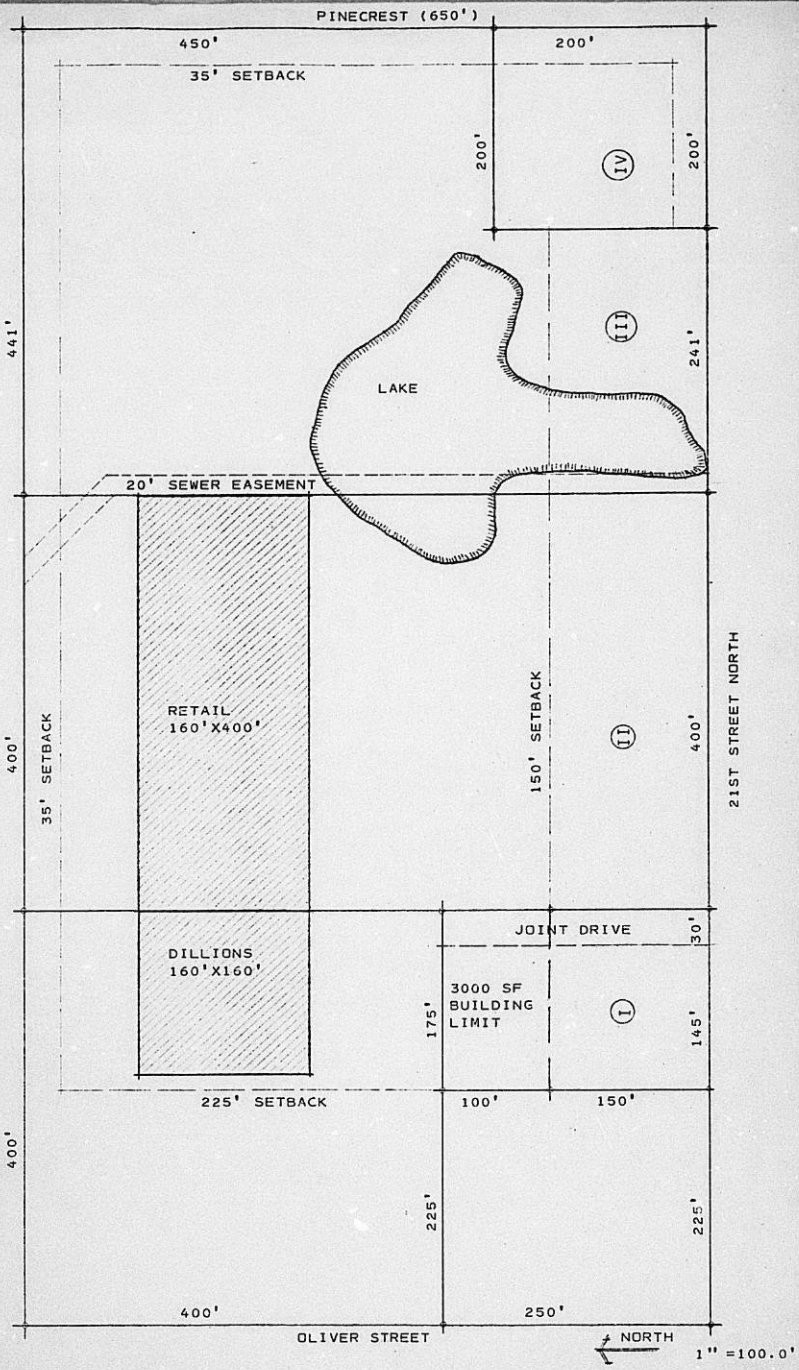 PINECREST (650')
450'
200'
35' SETBACK
200'
200'
IV
441'
III
241'
LAKE
20' SEWER EASEMENT
RETAIL
160'X400'
400'
35' SETBACK
150' SETBACK
II
400'
21ST STREET NORTH
JOINT DRIVE
30'
DILLIONS
160'X160'
3000 SF
BUILDING
LIMIT
175'
I
145'
225' SETBACK
100'
150'
400'
225'
225'
400'
250'
OLIVER STREET
NORTH
1" =100.0'